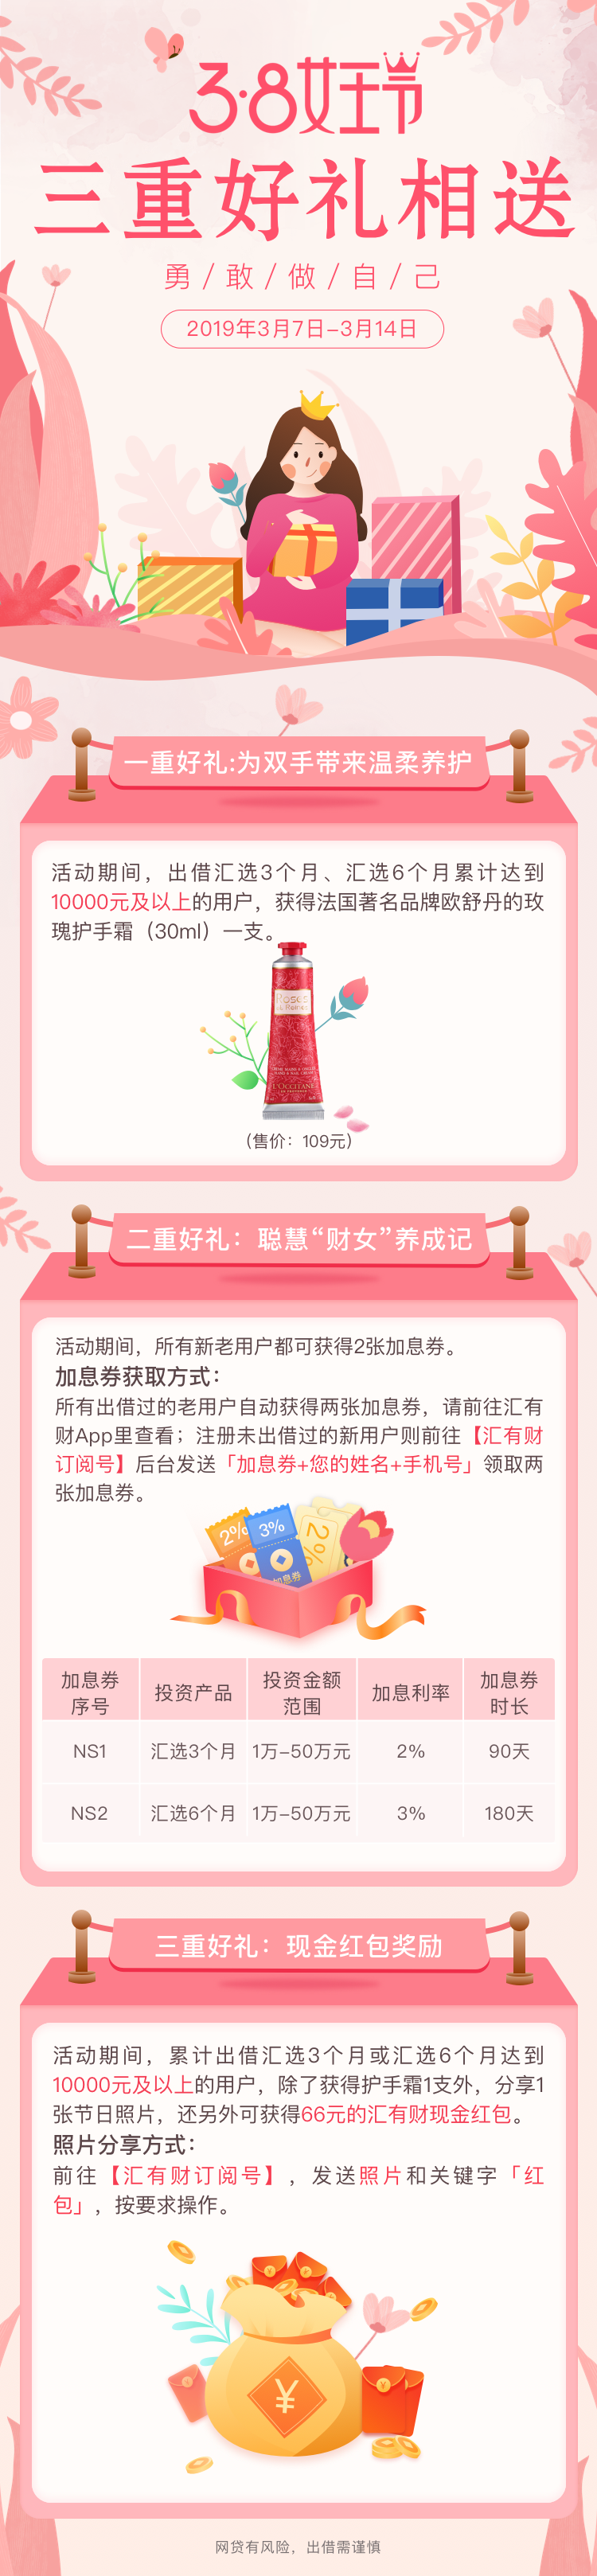 3·8女王节
三重好礼相送
勇/敢/做/自/己
2019年3月7日-3月14日
一重好礼:为双手带来温柔养护
活动期间，出借汇选3个月、汇选6个月累计达到
10000元及以上的用户，获得法国著名品牌欧舒丹的玫
瑰护手霜（30ml）一支。
Roses
L'OCCITANE
（售价：109元）
二重好礼：聪慧“财女”养成记
活动期间，所有新老用户都可获得2张加息券。
加息券获取方式：
所有出借过的老用户自动获得两张加息券，请前往汇有
财App里查看；注册未出借过的新用户则前往【汇有财
订阅号】后台发送「加息券+您的姓名+手机号」领取两
张加息券。
2% 3% 2%
加息券
加息券序号 投资产品 投资金额范围 加息利率 加息券时长
NS1 汇选3个月 1万-50万元 2% 90天
NS2 汇选6个月 1万-50万元 3% 180天
三重好礼：现金红包奖励
活动期间，累计出借汇选3个月或汇选6个月达到
10000元及以上的用户，除了获得护手霜1支外，分享1
张节日照片，还另外可获得66元的汇有财现金红包。
照片分享方式：
前往【汇有财订阅号】，发送照片和关键字「红
包」，按要求操作。
¥
网贷有风险，出借需谨慎